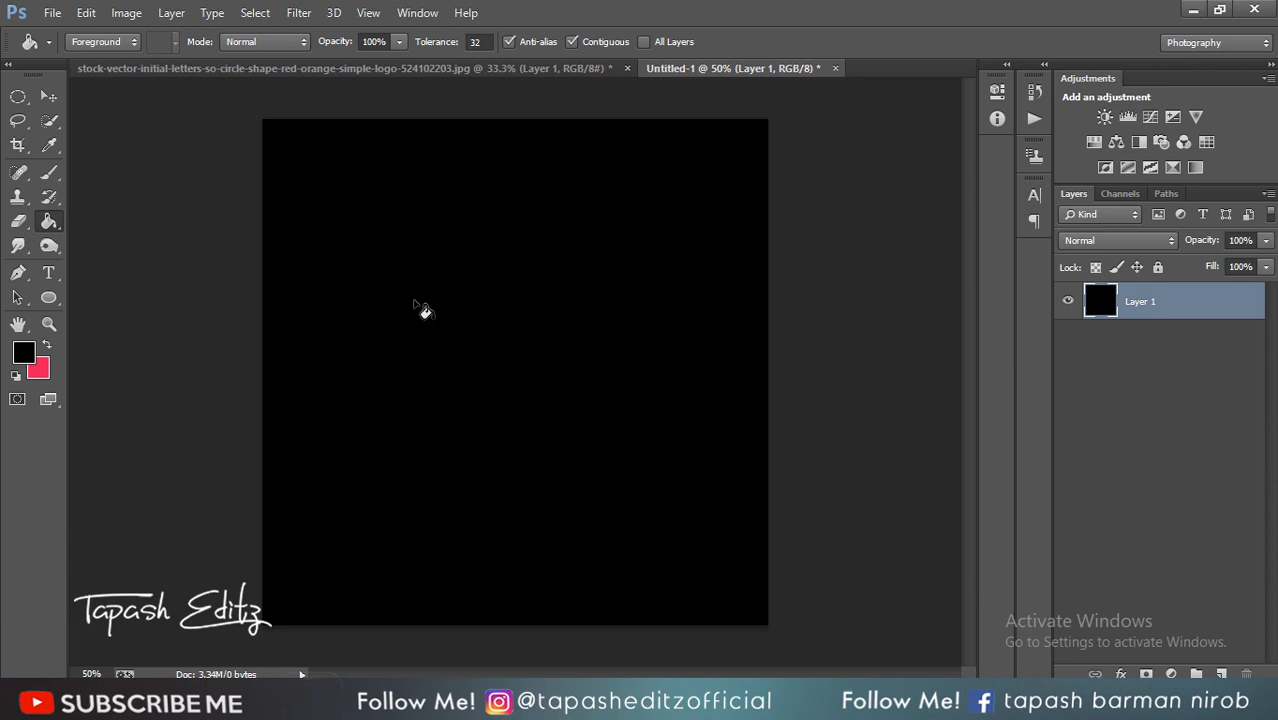 Ps File Edit Image Layer Type Select Filter 3D View Window Help
Foreground Mode: Normal Opacity: 100% Tolerance: 32 Anti-alias Contiguous All Layers Photography
stock-vector-initial-letters-so-circle-shape-red-orange-simple-logo-524102203.jpg @ 33.3% (Layer 1, RGB/8#) * × Untitled-1 @ 50% (Layer 1, RGB/8) * ×
Adjustments
Add an adjustment
Layers Channels Paths
Kind
Normal Opacity: 100%
Lock: Fill: 100%
Layer 1
Tapash Editz
Activate Windows
Go to Settings to activate Windows.
50% Doc: 3.34M/0 bytes
SUBSCRIBE ME Follow Me! @tapasheditzofficial Follow Me! tapash barman nirob